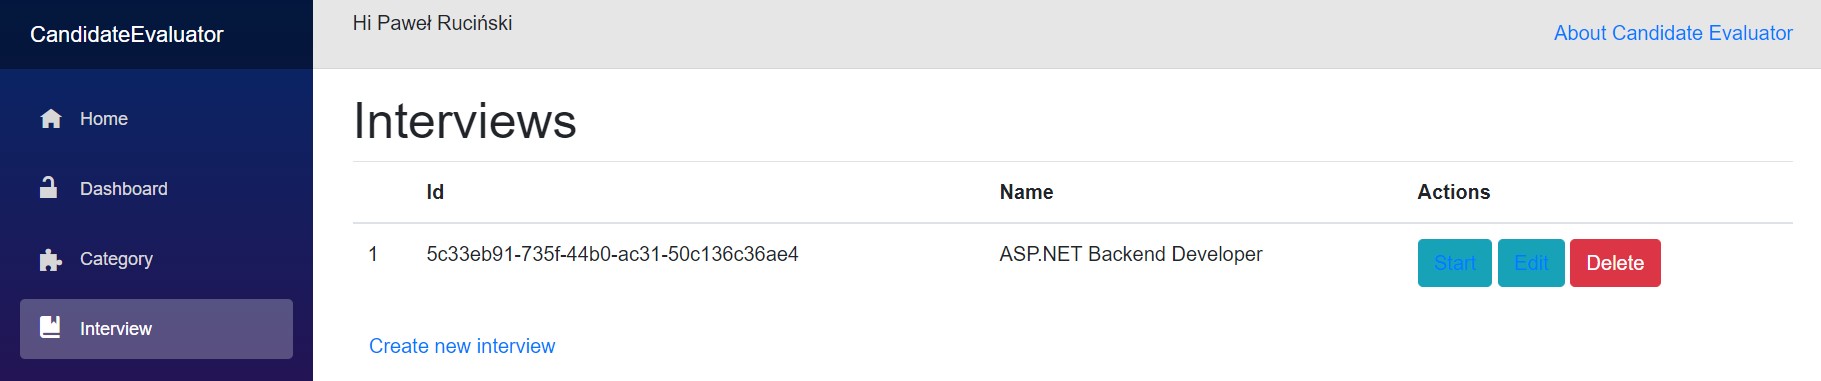 CandidateEvaluator
Hi Paweł Ruciński
About Candidate Evaluator
Home
Dashboard
Category
Interview
Interviews
Id Name Actions
1 5c33eb91-735f-44b0-ac31-50c136c36ae4 ASP.NET Backend Developer Start Edit Delete
Create new interview